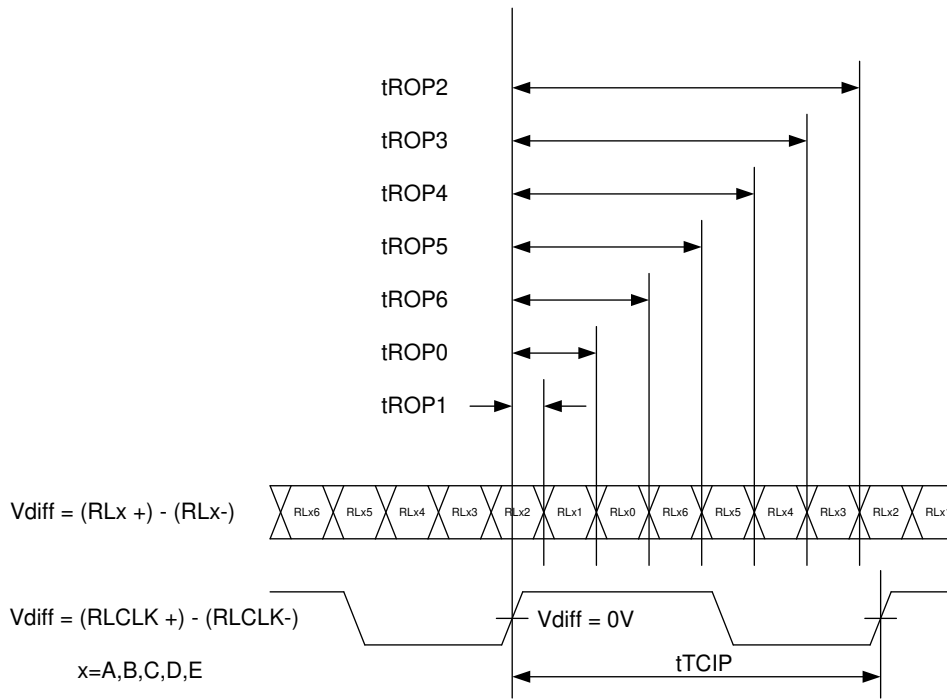 tROP2
tROP3
tROP4
tROP5
tROP6
tROP0
tROP1
Vdiff = (RLx +) - (RLx-)
RLx6 RLx5 RLx4 RLx3 RLx2 RLx1 RLx0 RLx6 RLx5 RLx4 RLx3 RLx2 RLx1
Vdiff = (RLCLK +) - (RLCLK-)
Vdiff = 0V
x=A,B,C,D,E
tTCIP